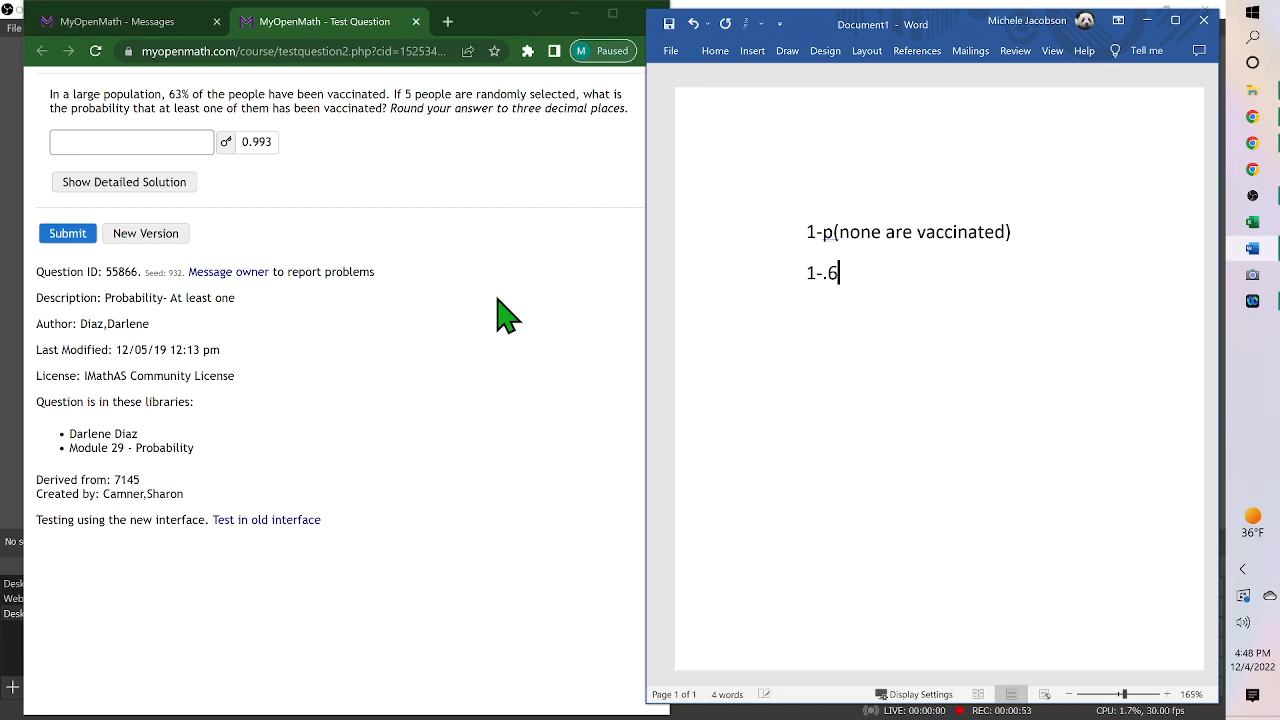 MyOpenMath - Messages
MyOpenMath - Test Question
myopenmath.com/course/testquestion2.php?cid=152534...
M Paused
In a large population, 63% of the people have been vaccinated. If 5 people are randomly selected, what is
the probability that at least one of them has been vaccinated? Round your answer to three decimal places.
0.993
Show Detailed Solution
Submit
New Version
Question ID: 55866. Seed: 932. Message owner to report problems
Description: Probability- At least one
Author: Diaz,Darlene
Last Modified: 12/05/19 12:13 pm
License: IMathAS Community License
Question is in these libraries:
• Darlene Diaz
• Module 29 - Probability
Derived from: 7145
Created by: Camner,Sharon
Testing using the new interface. Test in old interface
File
No s
Desk
Web
Desk
Document1 - Word
Michele Jacobson
File Home Insert Draw Design Layout References Mailings Review View Help Tell me
1-p(none are vaccinated)
1-.6
Page 1 of 1 4 words Display Settings 165%
LIVE: 00:00:00 REC: 00:00:53 CPU: 1.7%, 30.00 fps
36°F
4:48 PM
12/4/2022